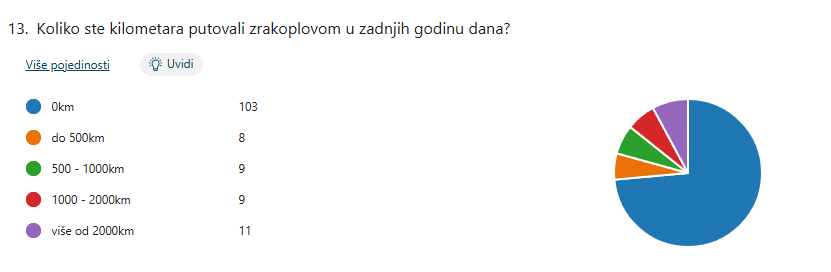 13. Koliko ste kilometara putovali zrakoplovom u zadnjih godinu dana?
Više pojedinosti Uvidi
0km 103
do 500km 8
500 - 1000km 9
1000 - 2000km 9
više od 2000km 11